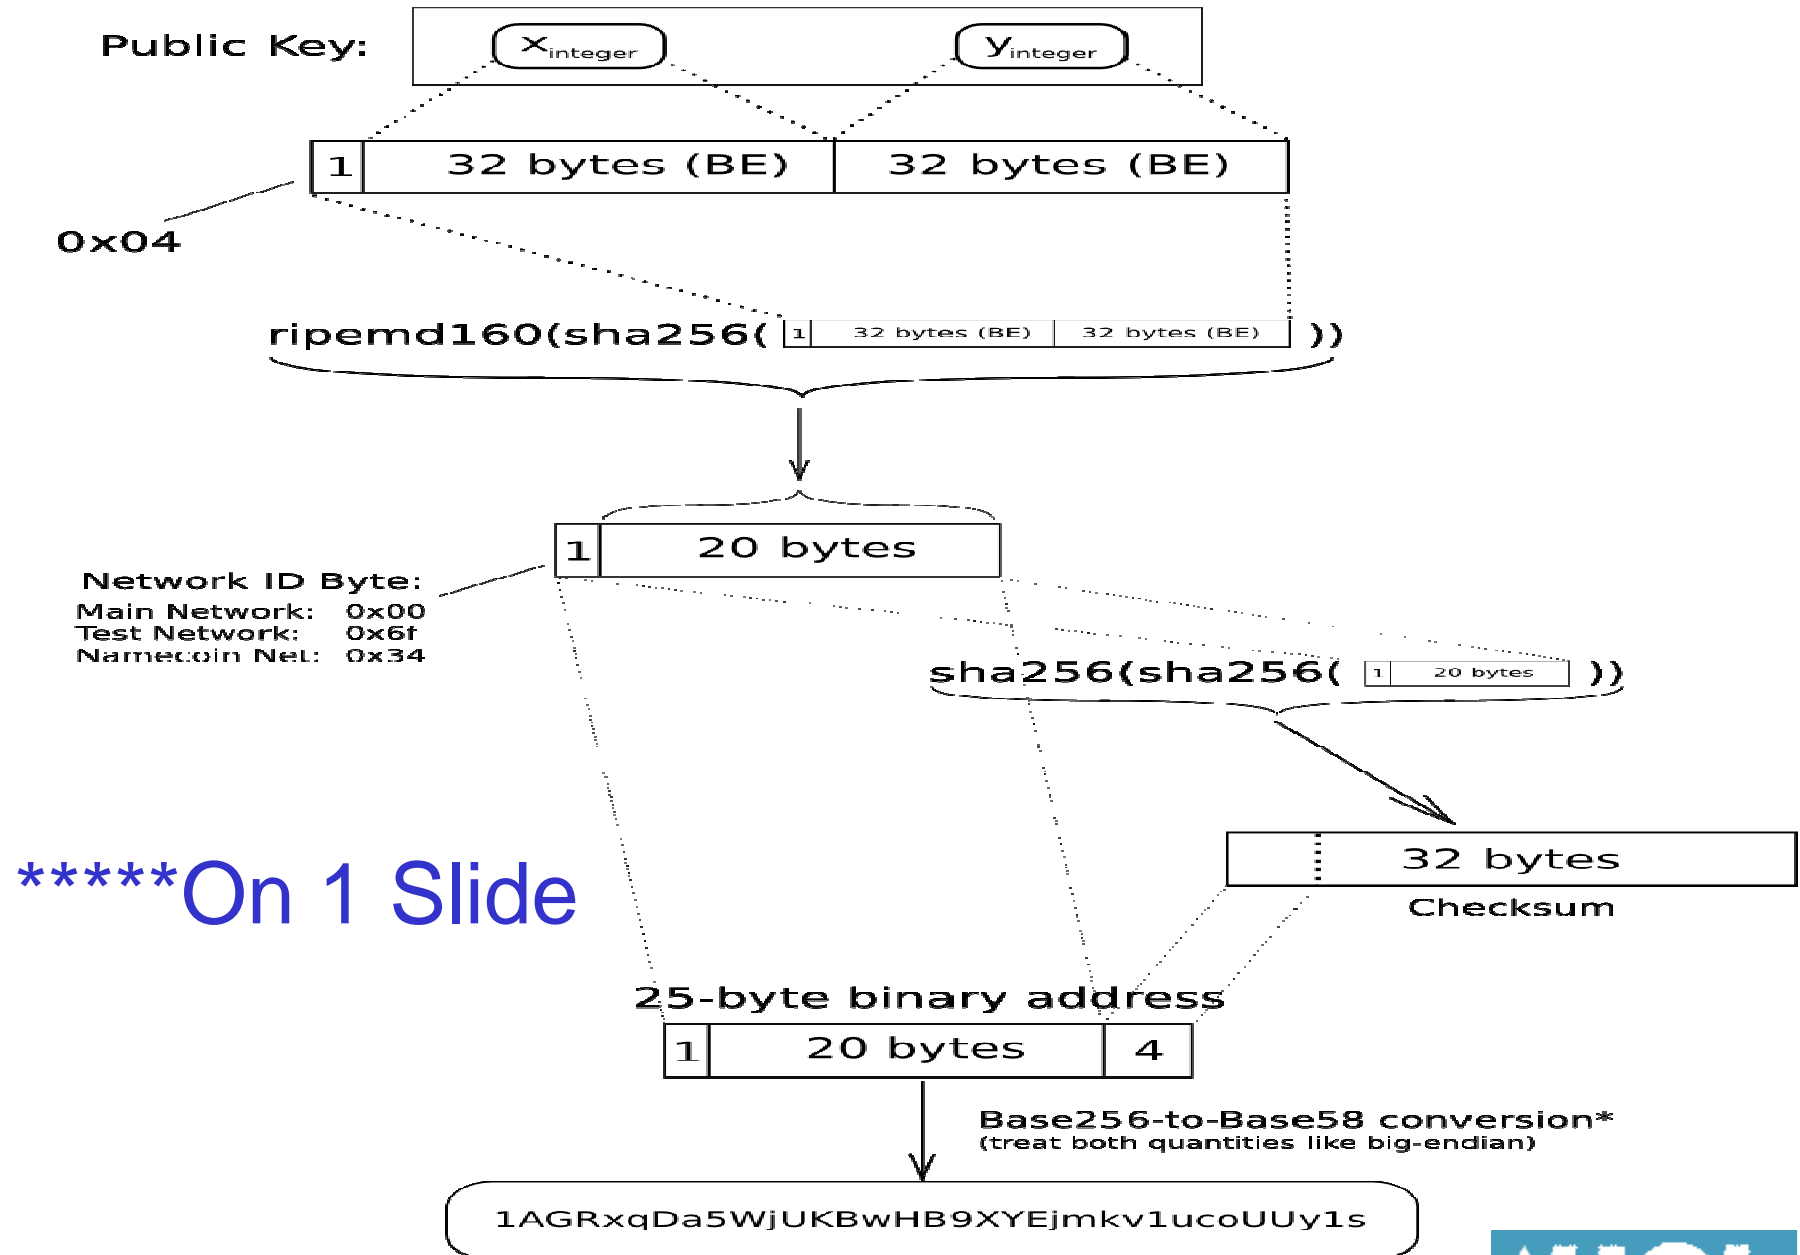 Public Key:
x integer
y integer
1
32 bytes (BE)
32 bytes (BE)
0x04
ripemd160(sha256( 1 32 bytes (BE) 32 bytes (BE) ))
1
20 bytes
Network ID Byte:
Main Network: 0x00
Test Network: 0x6f
Namecoin Net: 0x34
sha256(sha256( 1 20 bytes ))
32 bytes
Checksum
*****On 1 Slide
25-byte binary address
1
20 bytes
4
Base256-to-Base58 conversion*
(treat both quantities like big-endian)
1AGRxqDa5WjUKBwHB9XYEjmkv1ucoUUy1s